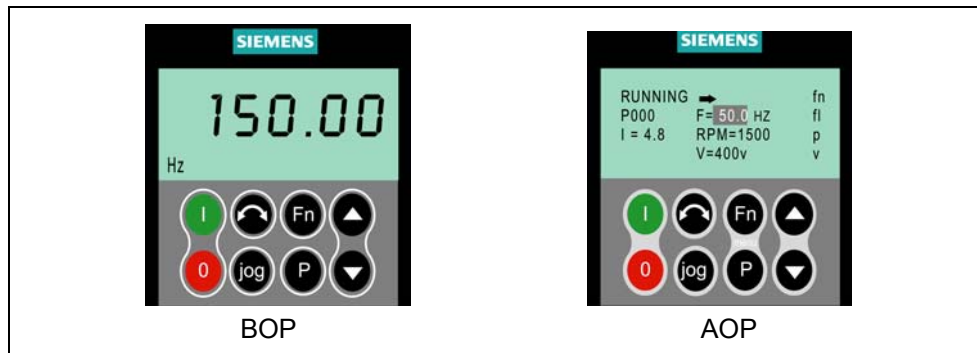 SIEMENS
150.00
Hz
I
Fn
0
jog
P
BOP
SIEMENS
RUNNING fn
P000 F= 50.0 HZ fl
I = 4.8 RPM=1500 p
V=400v v
I
Fn
menu
0
jog
P
AOP